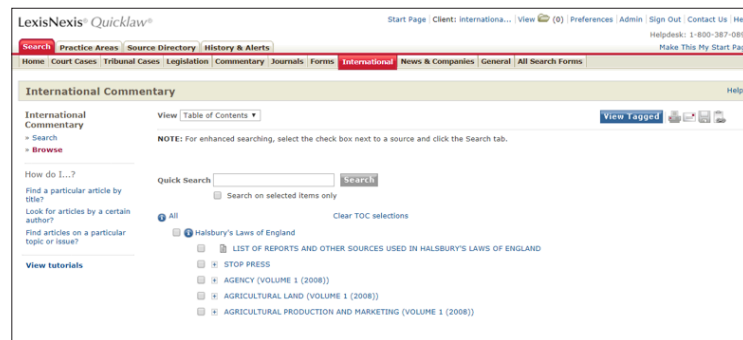 LexisNexis® Quicklaw®
Start Page | Client: internationa... | View (0) | Preferences | Admin | Sign Out | Contact Us | He
Helpdesk: 1-800-387-089
Make This My Start Pag
Search Practice Areas Source Directory History & Alerts
Home Court Cases Tribunal Cases Legislation Commentary Journals Forms International News & Companies General All Search Forms
International Commentary
Help
International
Commentary
» Search
» Browse
How do I...?
Find a particular article by
title?
Look for articles by a certain
author?
Find articles on a particular
topic or issue?
View tutorials
View Table of Contents
View Tagged
NOTE: For enhanced searching, select the check box next to a source and click the Search tab.
Quick Search Search
Search on selected items only
All Clear TOC selections
Halsbury's Laws of England
LIST OF REPORTS AND OTHER SOURCES USED IN HALSBURY'S LAWS OF ENGLAND
STOP PRESS
AGENCY (VOLUME 1 (2008))
AGRICULTURAL LAND (VOLUME 1 (2008))
AGRICULTURAL PRODUCTION AND MARKETING (VOLUME 1 (2008))